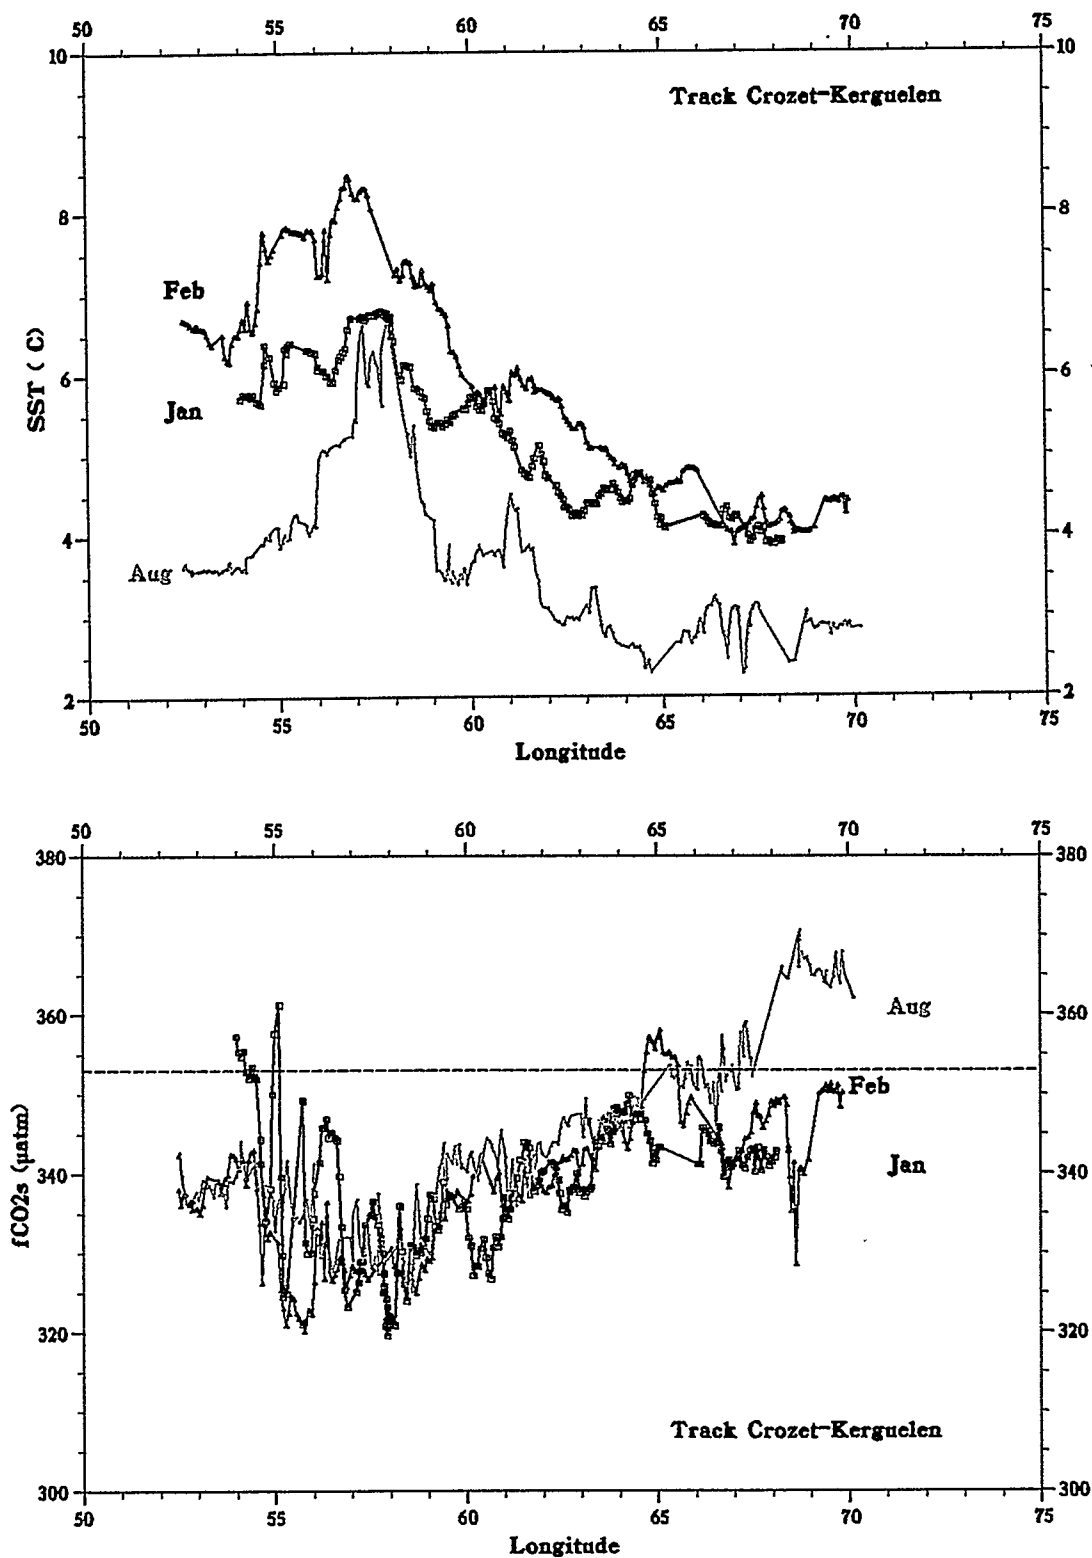 50 55 60 65 70 75
10 10
Track Crozet-Kerguelen
8 8
Feb
SST ( C)
6 6
Jan
4 4
Aug
2 2
50 55 60 65 70 75
Longitude
50 55 60 65 70 75
380 380
360 360
Aug
Feb
fCO2s (µatm)
340 340
Jan
320 320
Track Crozet-Kerguelen
300 300
50 55 60 65 70 75
Longitude